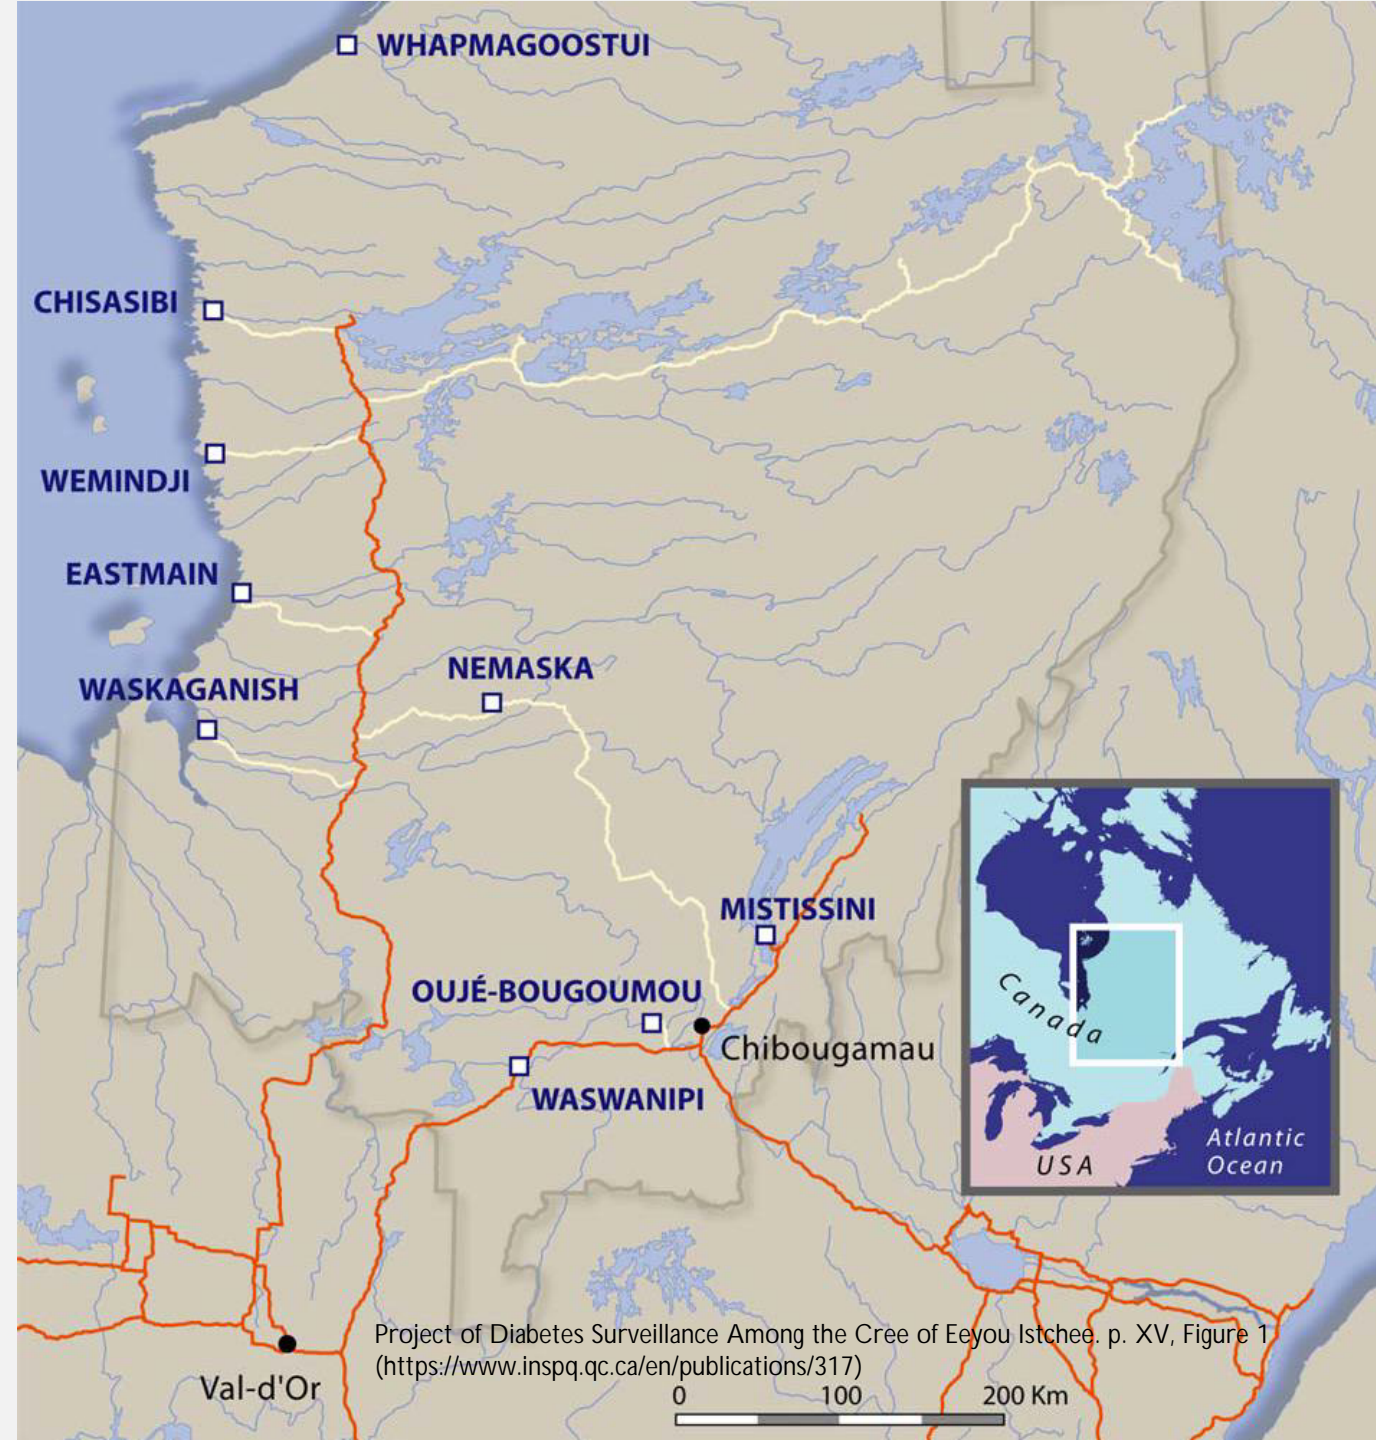 WHAPMAGOOSTUI
CHISASIBI
WEMINDJI
EASTMAIN
NEMASKA
WASKAGANISH
MISTISSINI
OUJÉ-BOUGOUMOU
Chibougamau
WASWANIPI
Canada
USA
Atlantic
Ocean
Project of Diabetes Surveillance Among the Cree of Eeyou Istchee. p. XV, Figure 1
(https://www.inspq.qc.ca/en/publications/317)
Val-d'Or
0 100 200 Km